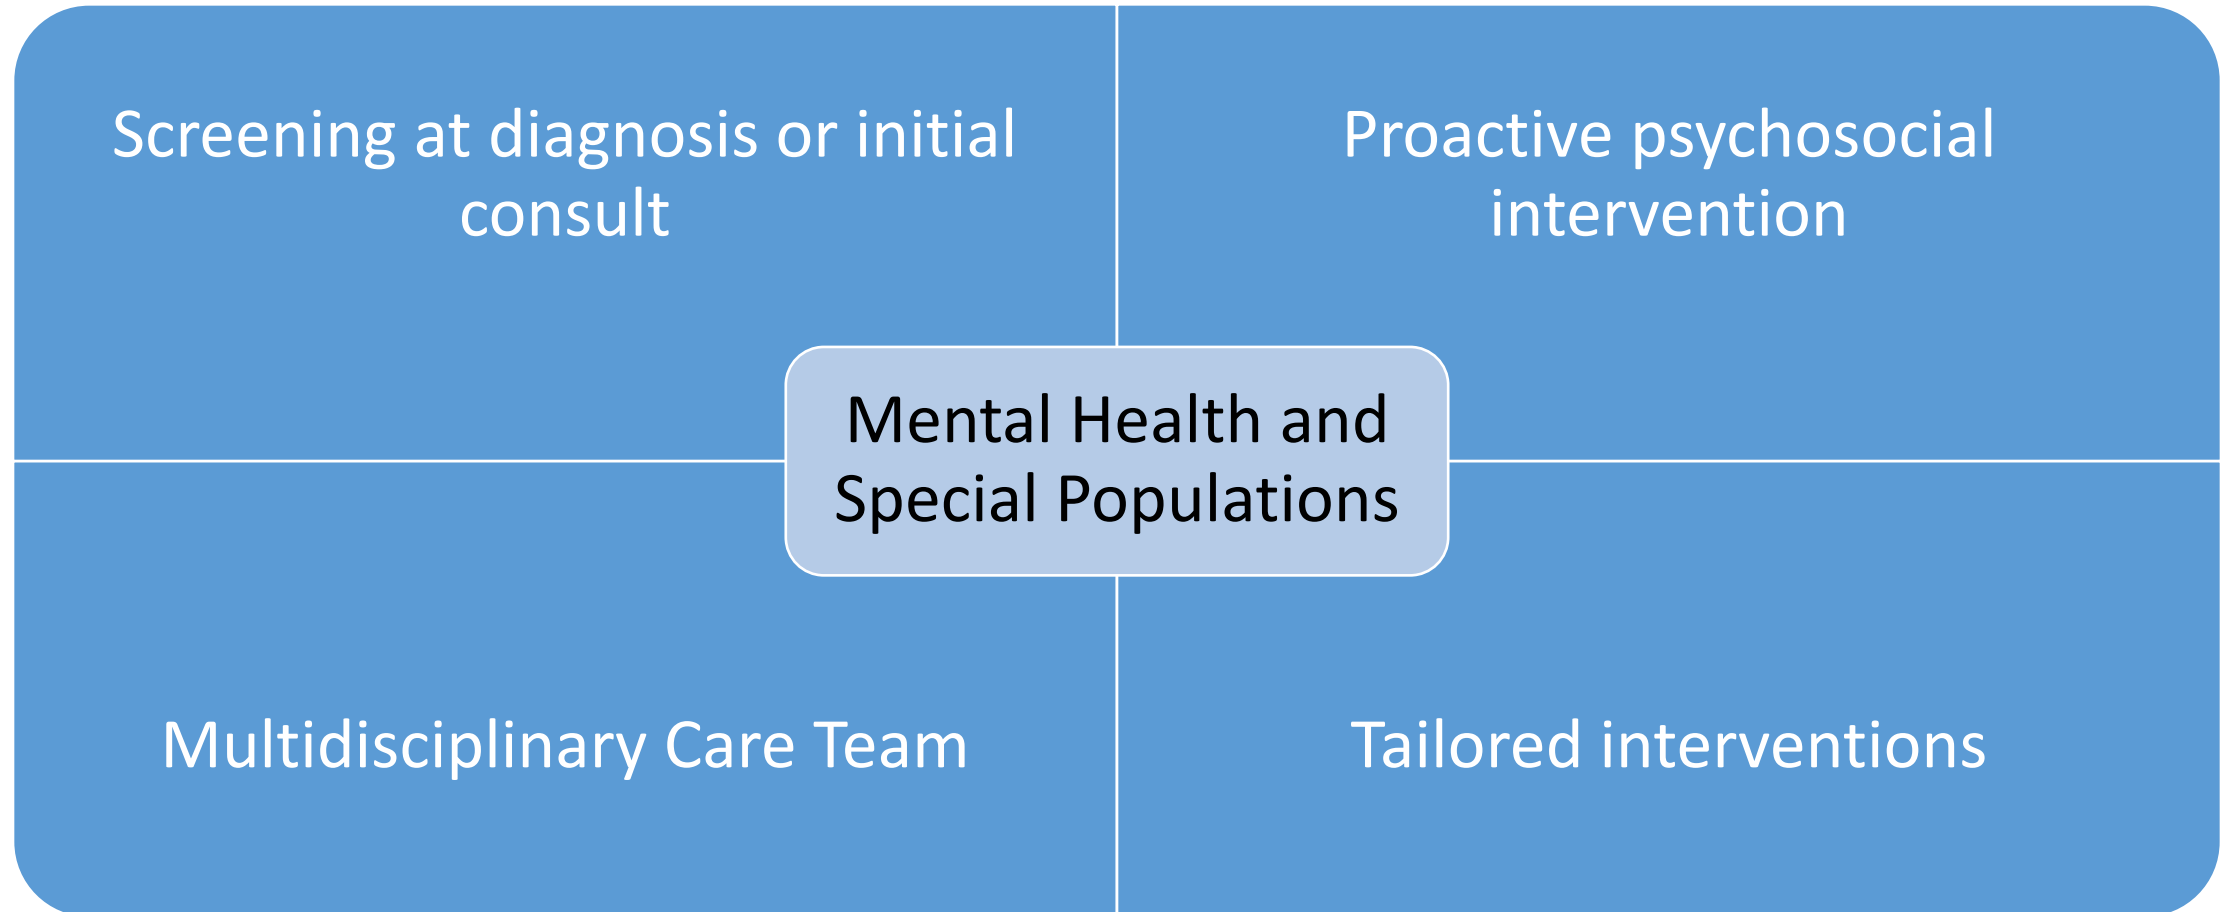 Screening at diagnosis or initial
consult
Proactive psychosocial
intervention
Mental Health and
Special Populations
Multidisciplinary Care Team
Tailored interventions